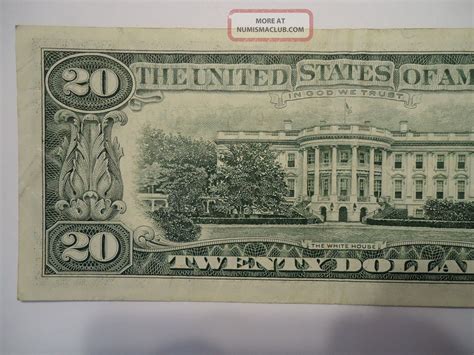 MORE AT
NUMISMACLUB.COM
20
THE UNITED STATES OF AM
IN GOD WE TRUST
THE WHITE HOUSE
20
TWENTY DOLLA